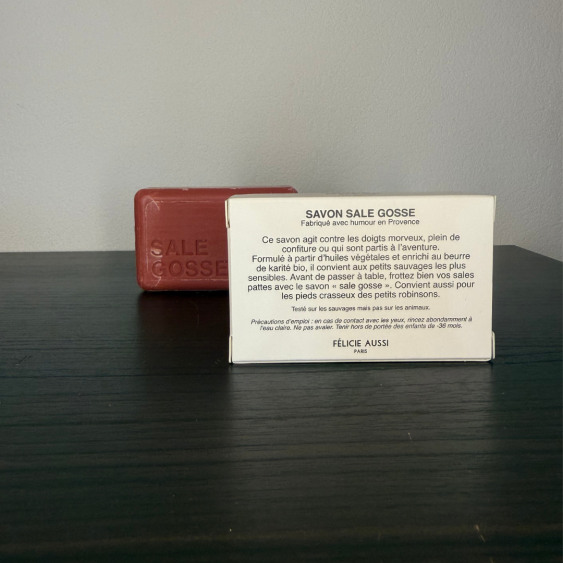 SALE
GOSSE
SAVON SALE GOSSE
Fabriqué avec humour en Provence
Ce savon agit contre les doigts morveux, plein de
confiture ou qui sont partis à l'aventure.
Formulé à partir d'huiles végétales et enrichi au beurre
de karité bio, il convient aux petits sauvages les plus
sensibles. Avant de passer à table, frottez bien vos sales
pattes avec le savon « sale gosse ». Convient aussi pour
les pieds crasseux des petits robinsons.
Testé sur les sauvages mais pas sur les animaux.
Précautions d'emploi : en cas de contact avec les yeux, rincez abondamment à
l'eau claire. Ne pas avaler. Tenir hors de portée des enfants de -36 mois.
FÉLICIE AUSSI
PARIS